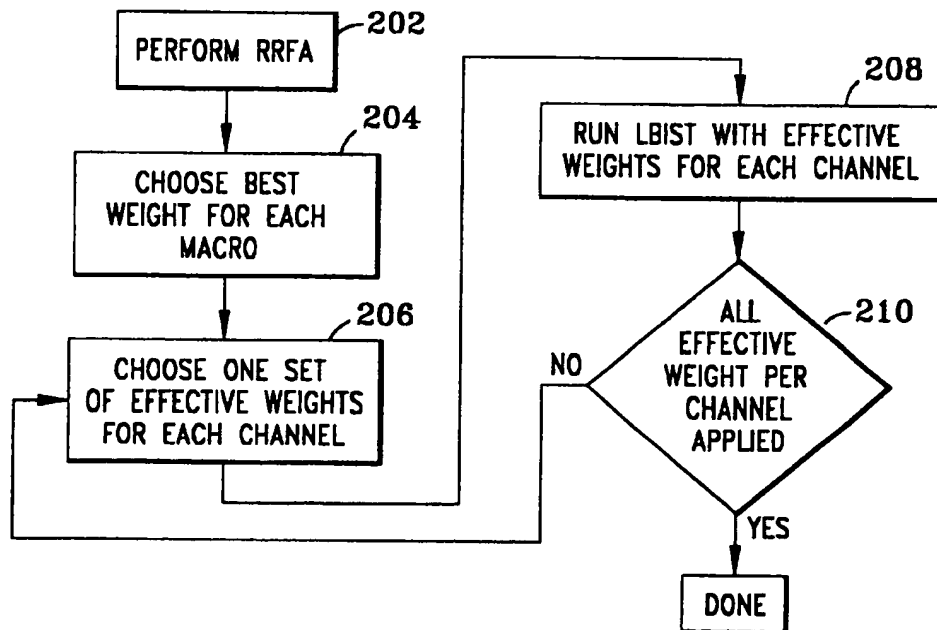 202
PERFORM RRFA
204
CHOOSE BEST
WEIGHT FOR EACH
MACRO
206
CHOOSE ONE SET
OF EFFECTIVE WEIGHTS
FOR EACH CHANNEL
208
RUN LBIST WITH EFFECTIVE
WEIGHTS FOR EACH CHANNEL
210
ALL
EFFECTIVE
WEIGHT PER
CHANNEL
APPLIED
NO
YES
DONE